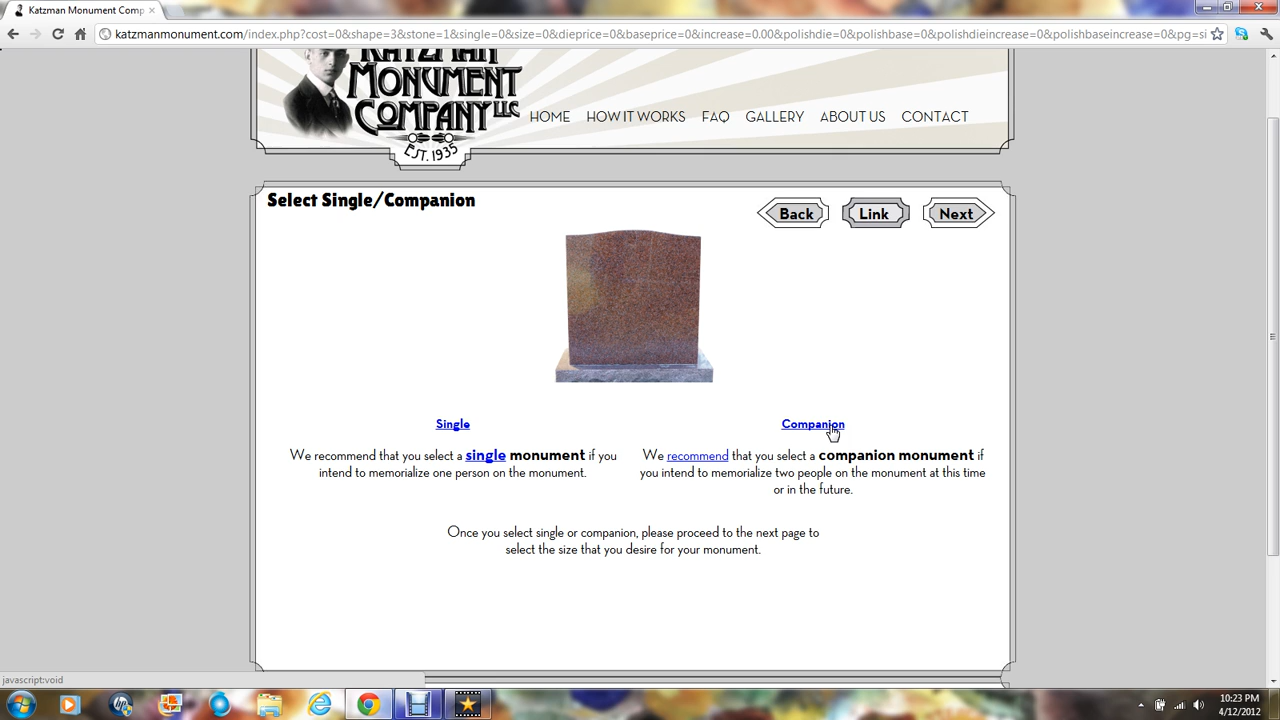 Katzman Monument Comp
katzmanmonument.com/index.php?cost=0&shape=3&stone=1&single=0&size=0&dieprice=0&baseprice=0&increase=0.00&polishdie=0&polishbase=0&polishdieincrease=0&polishbaseincrease=0&pg=si
KATZMAN
MONUMENT
COMPANY LLC
EST. 1935
HOME HOW IT WORKS FAQ GALLERY ABOUT US CONTACT
Select Single/Companion
Back Link Next
Single
We recommend that you select a single monument if you
intend to memorialize one person on the monument.
Companion
We recommend that you select a companion monument if
you intend to memorialize two people on the monument at this time
or in the future.
Once you select single or companion, please proceed to the next page to
select the size that you desire for your monument.
javascript:void
10:23 PM
4/12/2012